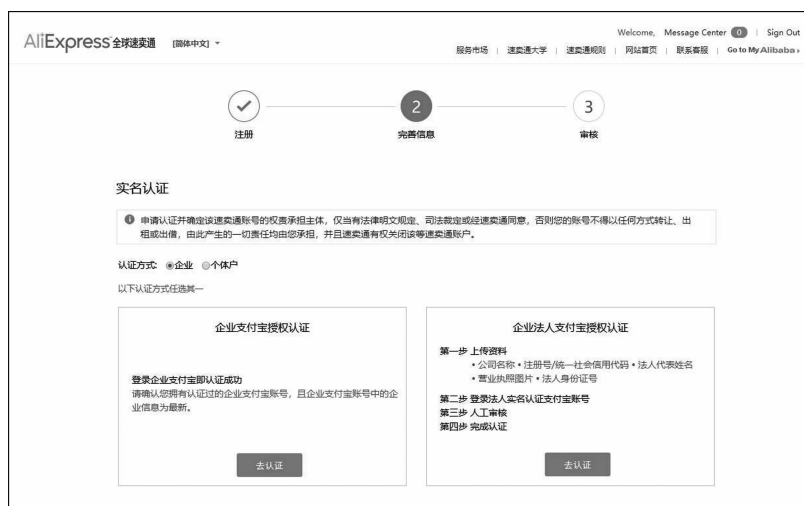 AliExpress 全球速卖通 [简体中文]
Welcome, Message Center 0 | Sign Out
服务市场 | 速卖通大学 | 速卖通规则 | 网站首页 | 联系客服 | Go to My Alibaba
2 3
注册 完善信息 审核
实名认证
申请认证并确定该速卖通账号的权责承担主体，仅当有法律明文规定、司法裁定或经速卖通同意，否则您的账号不得以任何方式转让、出
租或出借，由此产生的一切责任均由您承担，并且速卖通有权关闭该等速卖通账户。
认证方式: 企业 个体户
以下认证方式任选其一
企业支付宝授权认证
登录企业支付宝即认证成功
请确认您拥有认证过的企业支付宝账号，且企业支付宝账号中的企
业信息为最新。
去认证
企业法人支付宝授权认证
第一步 上传资料
• 公司名称 • 注册号/统一社会信用代码 • 法人代表姓名
• 营业执照图片 • 法人身份证号
第二步 登录法人实名认证支付宝账号
第三步 人工审核
第四步 完成认证
去认证